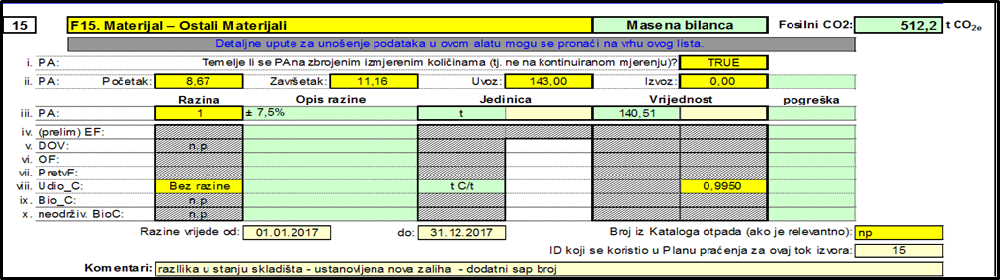 15 F15. Materijal – Ostali Materijali Masena bilanca Fosilni CO2: 512,2 t CO2e
Detaljne upute za unošenje podataka u ovom alatu mogu se pronaći na vrhu ovog lista.
i. PA: Temelje li se PA na zbrojenim izmjerenim količinama (tj. ne na kontinuiranom mjerenju)? TRUE
ii. PA: Početak: 8,67 Završetak: 11,16 Uvoz: 143,00 Izvoz: 0,00
Razina Opis razine Jedinica Vrijednost pogreška
iii. PA: 1 ± 7,5% t 140,51
iv. (prelim) EF:
v. DOV: n.p.
vi. OF:
vii. PretvF:
viii. Udio_C: Bez razine t C/t 0,9950
ix. Bio_C: n.p.
x. neodrživ. BioC: n.p.
Razine vrijede od: 01.01.2017 do: 31.12.2017 Broj iz Kataloga otpada (ako je relevantno): np
ID koji se koristio u Planu praćenja za ovaj tok izvora: 15
Komentari: razllika u stanju skladišta - ustanovljena nova zaliha - dodatni sap broj